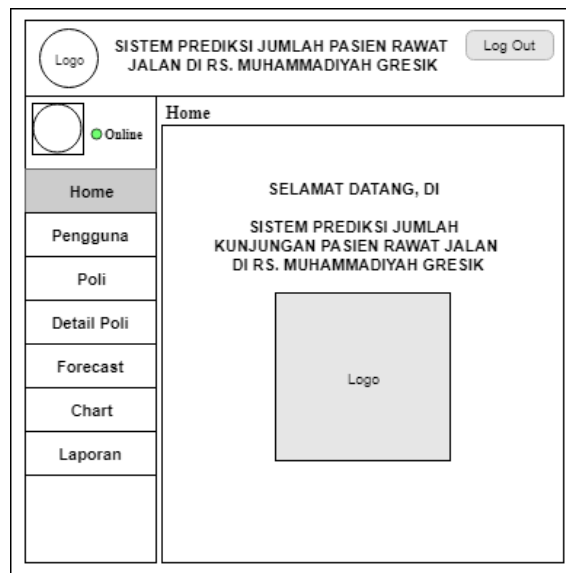 Logo
SISTEM PREDIKSI JUMLAH PASIEN RAWAT
JALAN DI RS. MUHAMMADIYAH GRESIK
Log Out
Online
Home
Home
Pengguna
Poli
Detail Poli
Forecast
Chart
Laporan
SELAMAT DATANG, DI
SISTEM PREDIKSI JUMLAH
KUNJUNGAN PASIEN RAWAT JALAN
DI RS. MUHAMMADIYAH GRESIK
Logo